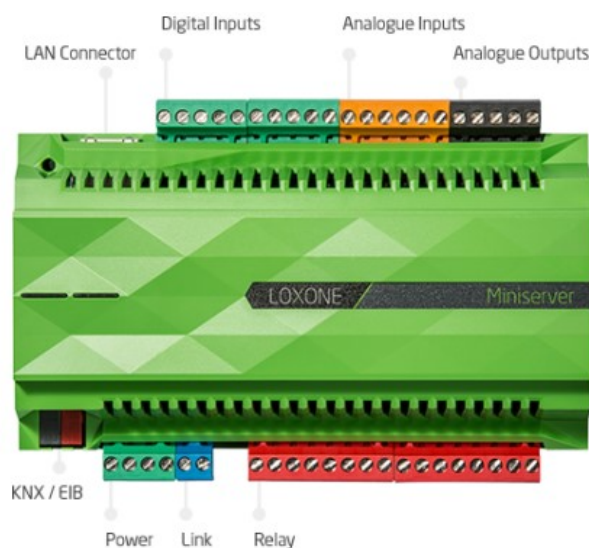 Digital Inputs
Analogue Inputs
LAN Connector
Analogue Outputs
LOXONE
Miniserver
KNX / EIB
Power
Link
Relay